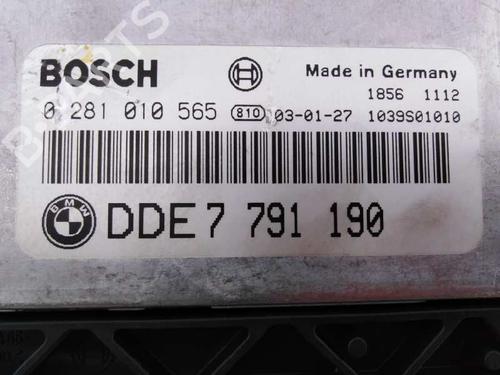 BOSCH
Made in Germany
1856 1112
0 281 010 565 810 03-01-27 1039S01010
BMW
DDE 7 791 190